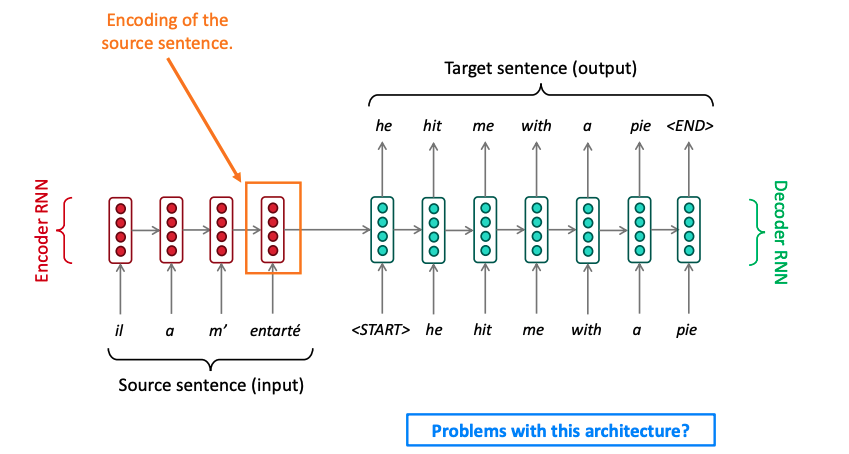 Encoding of the
source sentence.
Target sentence (output)
he hit me with a pie <END>
Encoder RNN
Decoder RNN
il a m’ entarté
<START> he hit me with a pie
Source sentence (input)
Problems with this architecture?